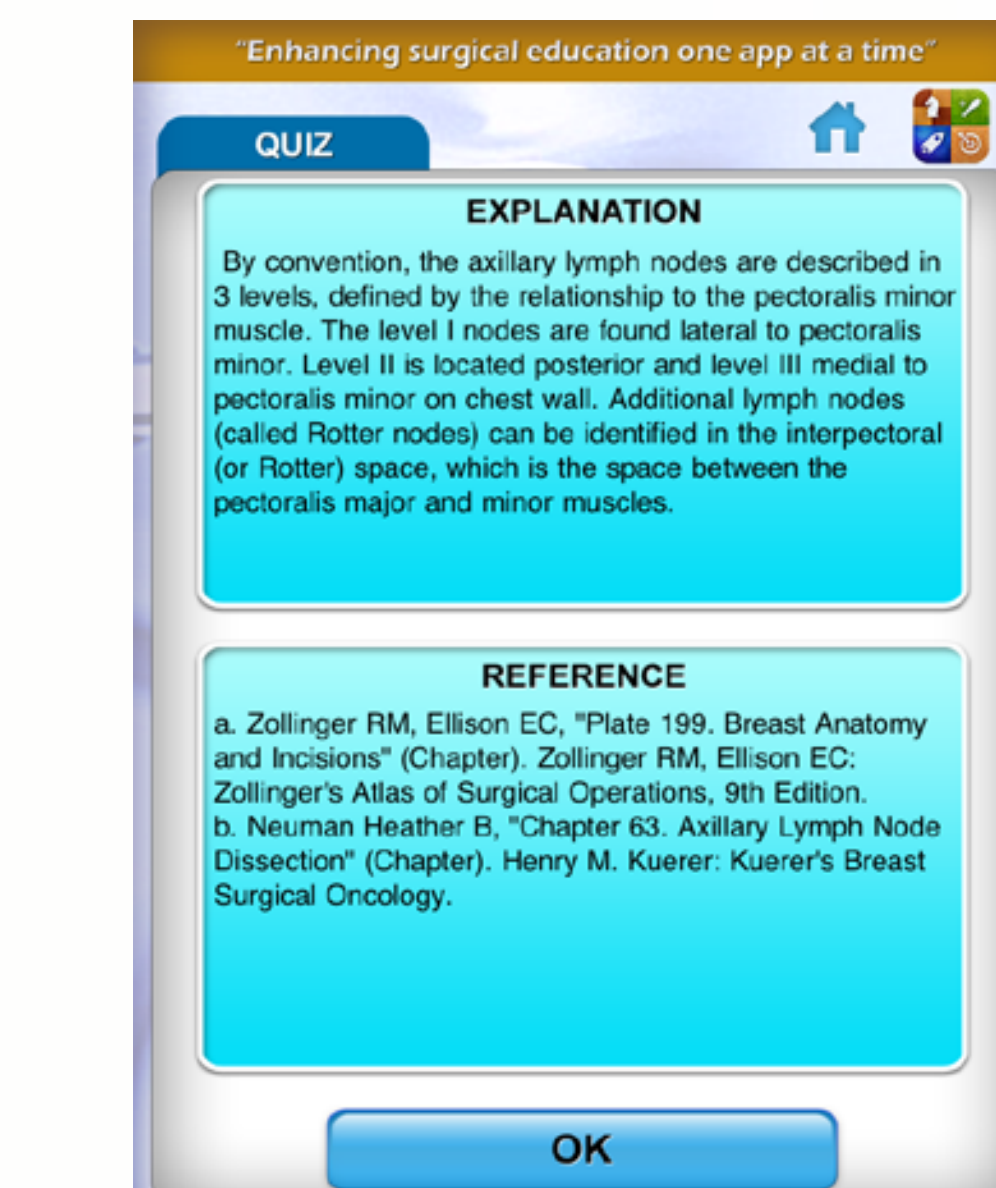 "Enhancing surgical education one app at a time"
QUIZ
EXPLANATION
By convention, the axillary lymph nodes are described in
3 levels, defined by the relationship to the pectoralis minor
muscle. The level I nodes are found lateral to pectoralis
minor. Level II is located posterior and level III medial to
pectoralis minor on chest wall. Additional lymph nodes
(called Rotter nodes) can be identified in the interpectoral
(or Rotter) space, which is the space between the
pectoralis major and minor muscles.
REFERENCE
a. Zollinger RM, Ellison EC, "Plate 199. Breast Anatomy
and Incisions" (Chapter). Zollinger RM, Ellison EC:
Zollinger's Atlas of Surgical Operations, 9th Edition.
b. Neuman Heather B, "Chapter 63. Axillary Lymph Node
Dissection" (Chapter). Henry M. Kuerer: Kuerer's Breast
Surgical Oncology.
OK